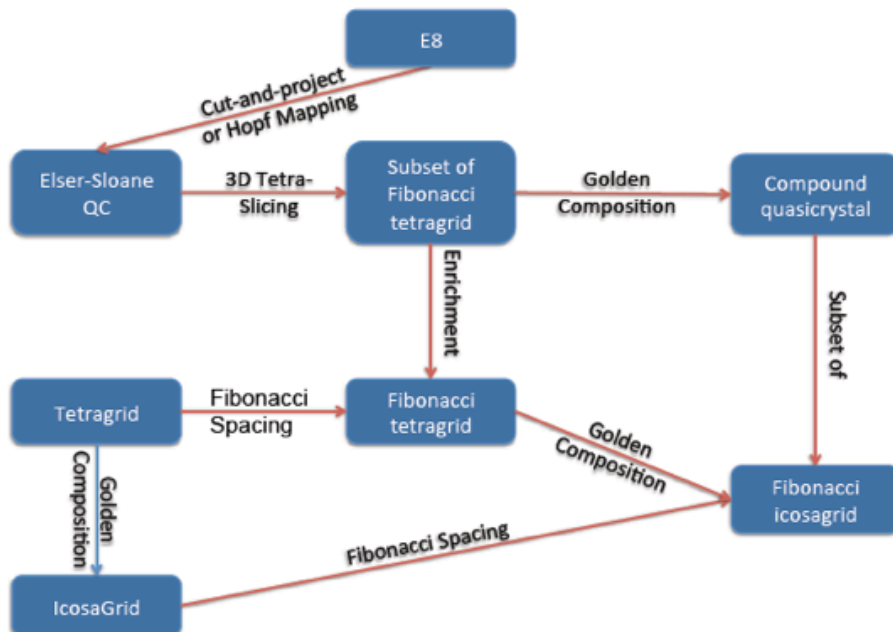 E8
Cut-and-project
or Hopf Mapping
Elser-Sloane
QC
3D Tetra-
Slicing
Subset of
Fibonacci
tetragrid
Golden
Composition
Compound
quasicrystal
Enrichment
Subset of
Tetragrid
Fibonacci
Spacing
Fibonacci
tetragrid
Golden
Composition
Golden
Composition
Fibonacci
icosagrid
Fibonacci Spacing
IcosaGrid